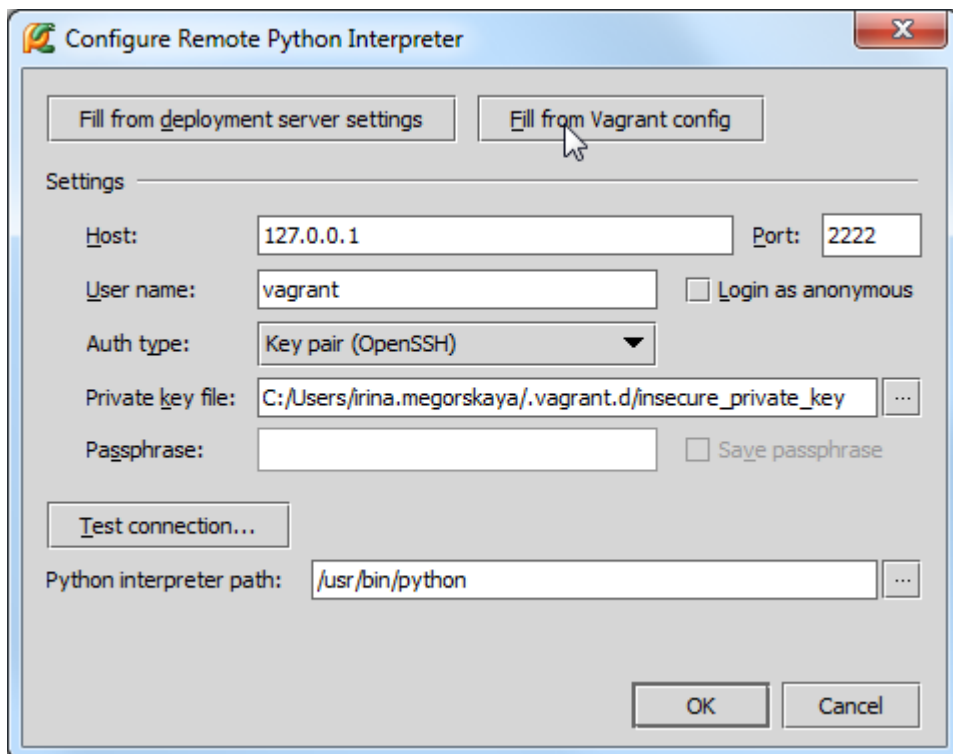 Configure Remote Python Interpreter
Fill from deployment server settings Fill from Vagrant config
Settings
Host: 127.0.0.1 Port: 2222
User name: vagrant Login as anonymous
Auth type: Key pair (OpenSSH)
Private key file: C:/Users/irina.megorskaya/.vagrant.d/insecure_private_key ...
Passphrase: Save passphrase
Test connection...
Python interpreter path: /usr/bin/python ...
OK Cancel